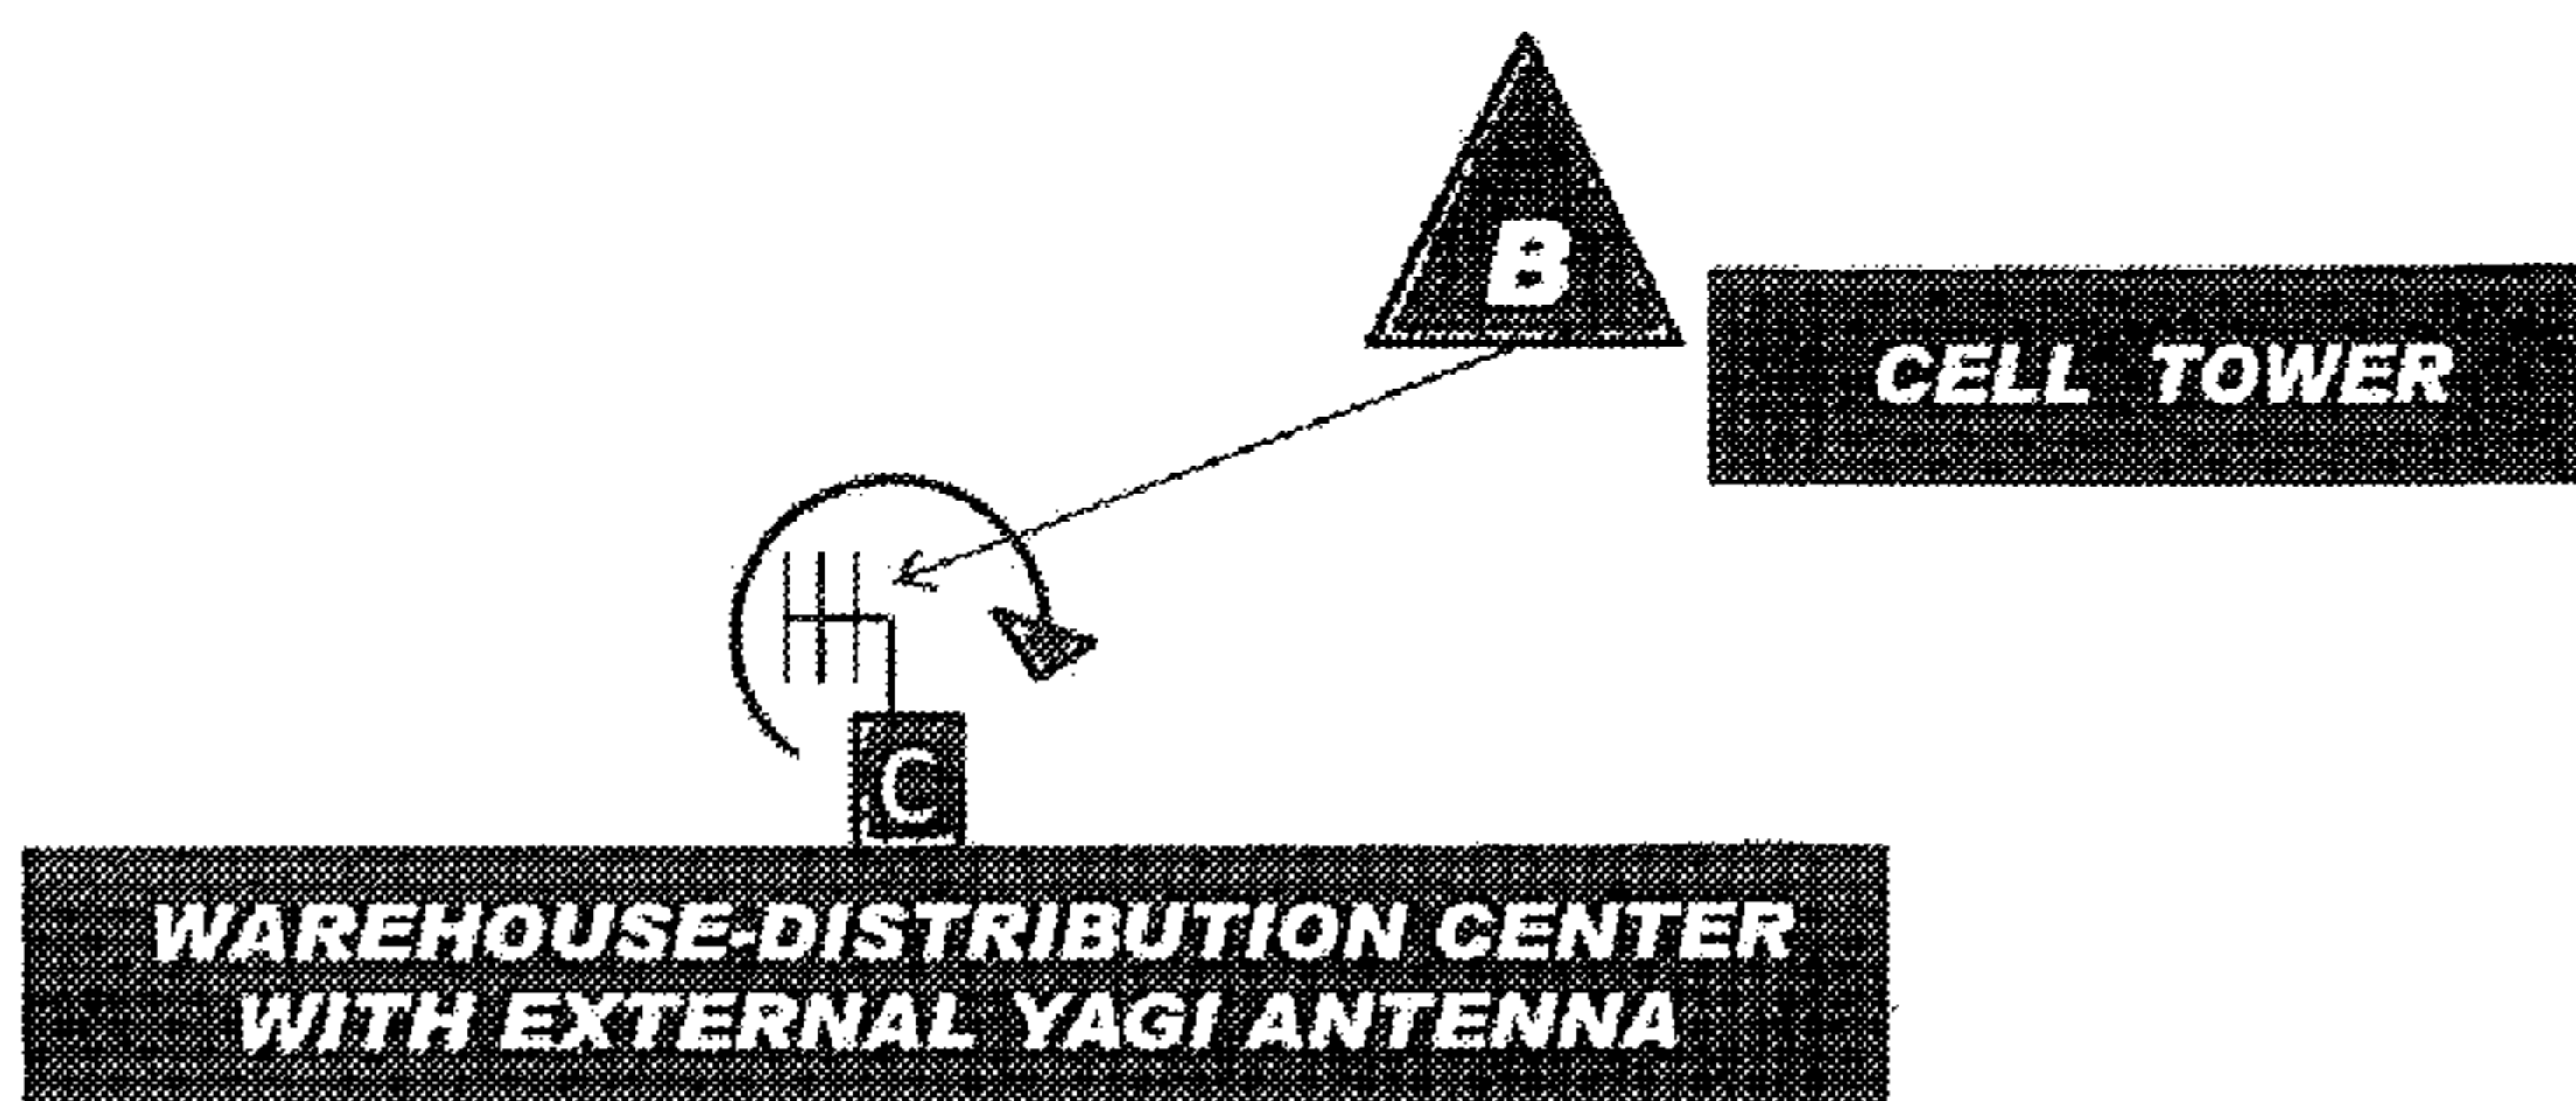 B
CELL TOWER
C
WAREHOUSE-DISTRIBUTION CENTER
WITH EXTERNAL YAGI ANTENNA